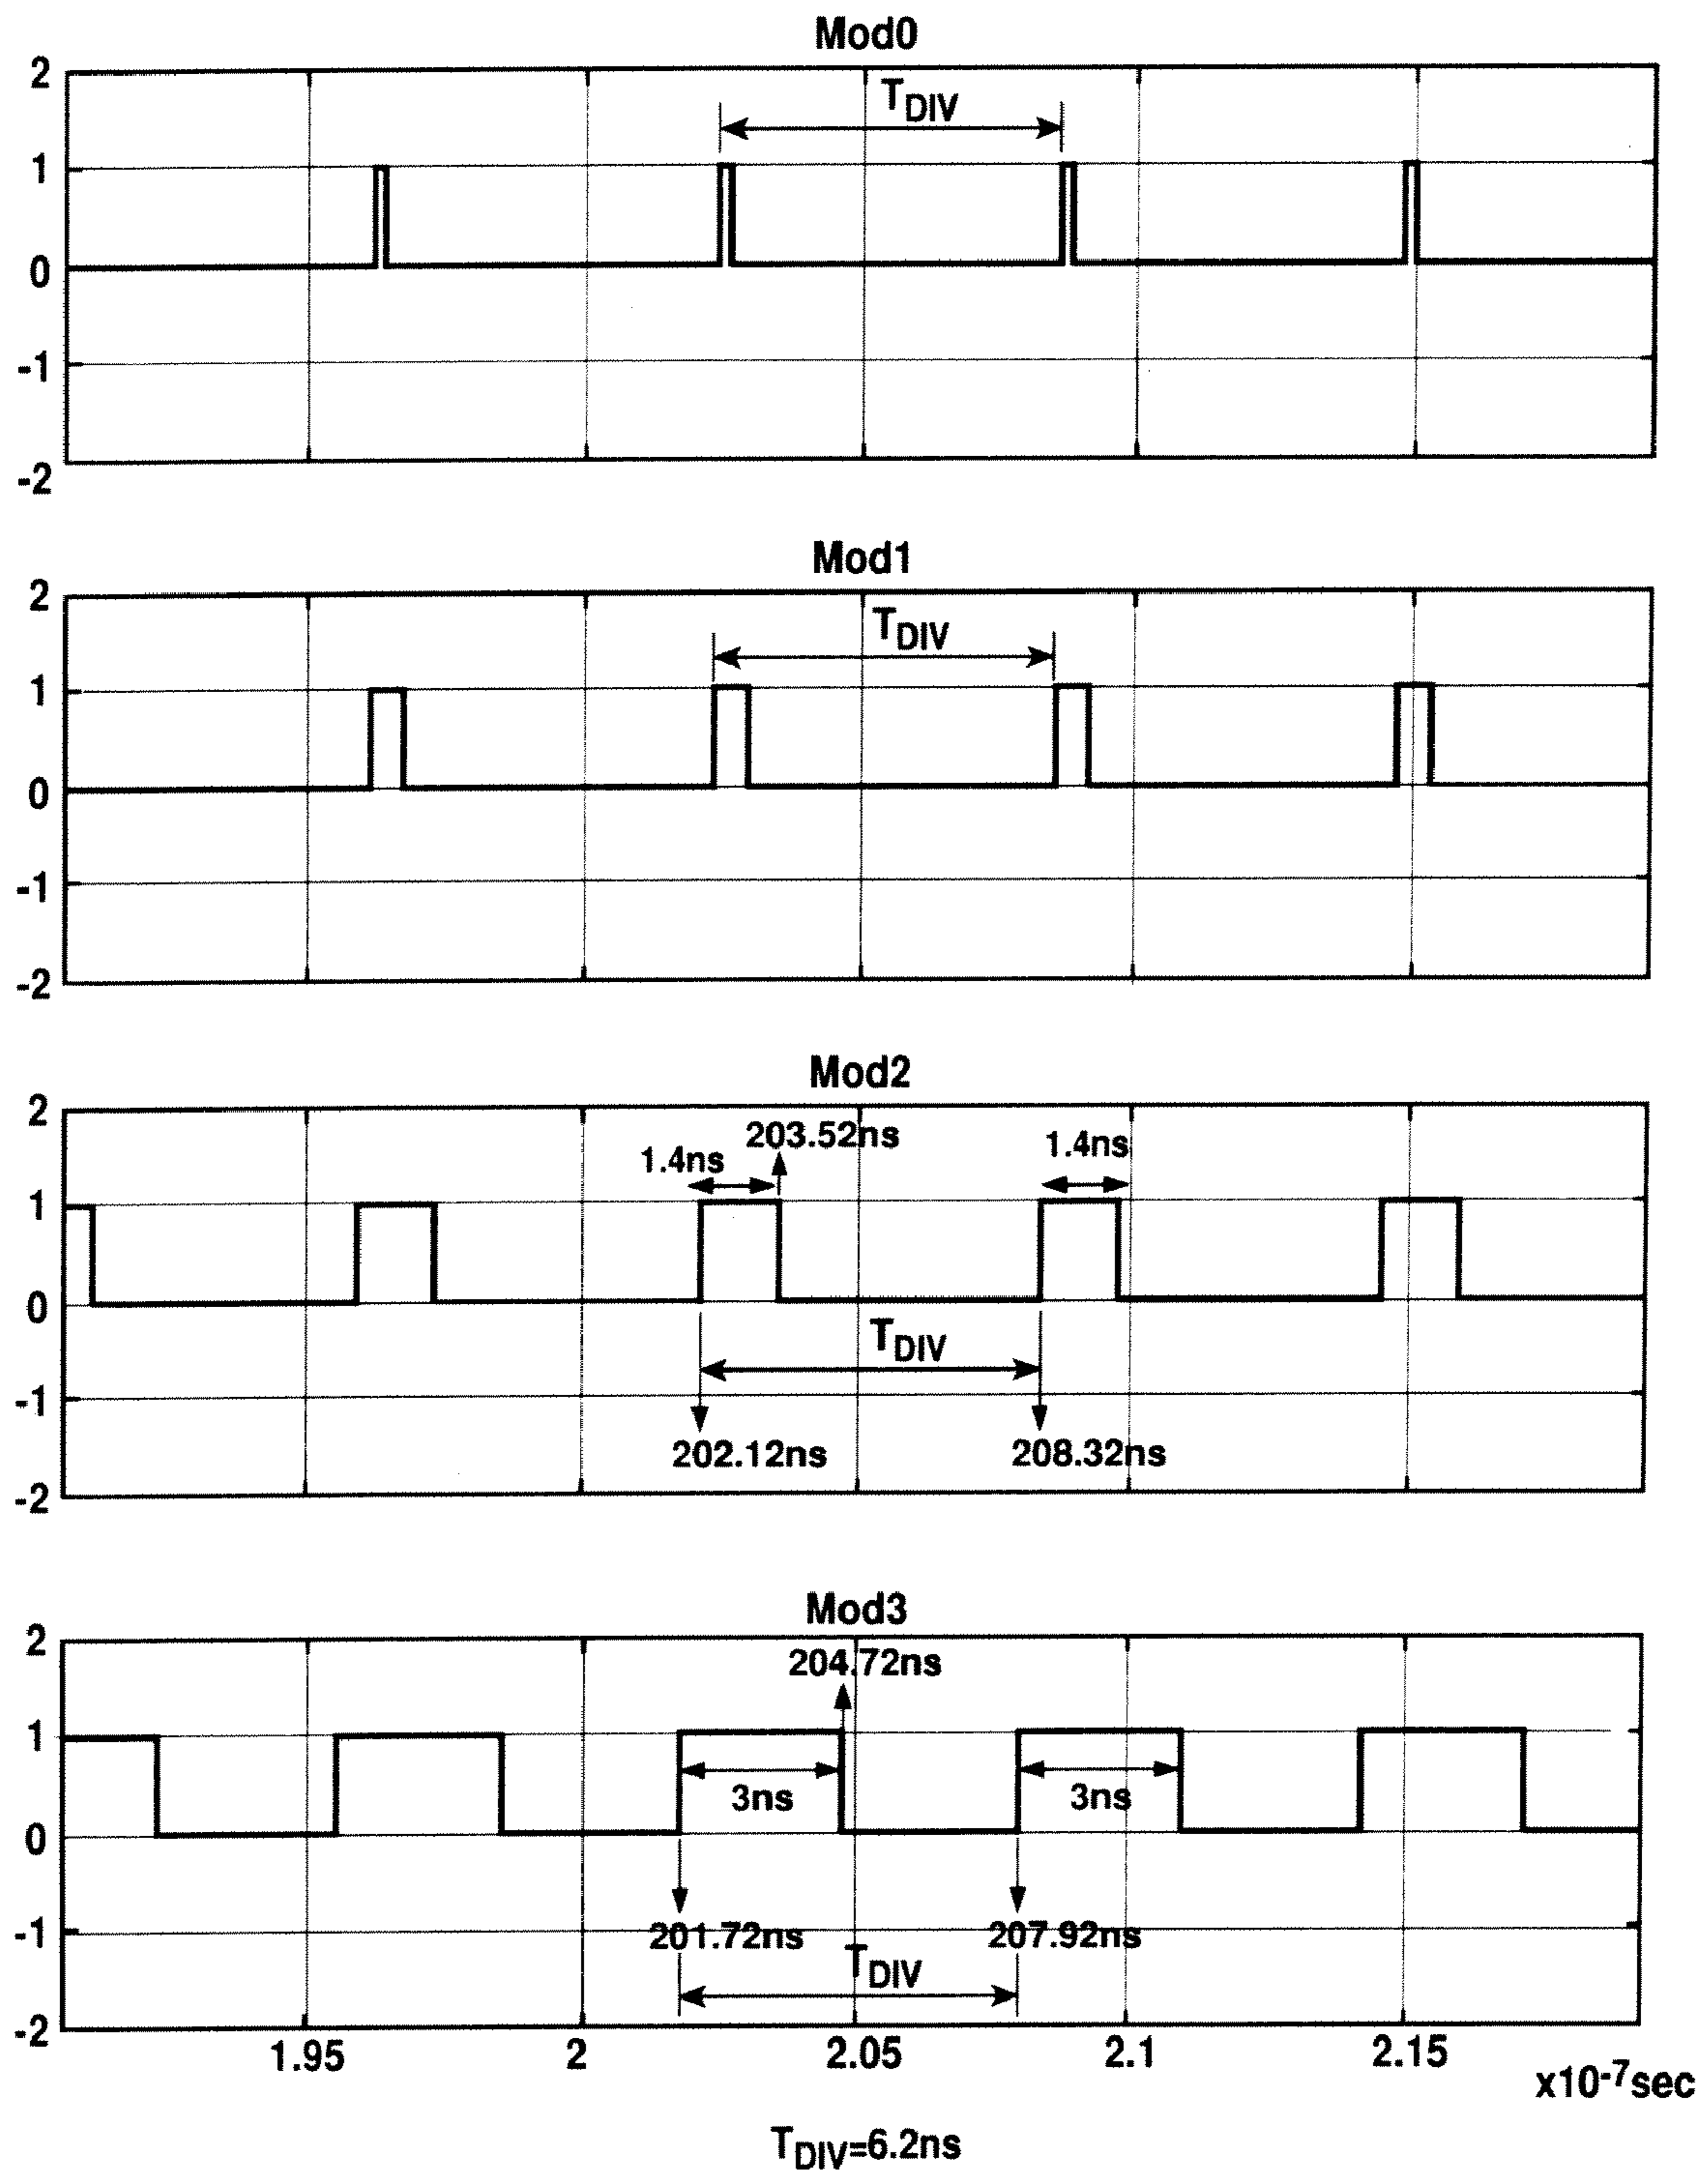 Mod0
2
T_DIV
1
0
-1
-2
Mod1
2
T_DIV
1
0
-1
-2
Mod2
2
203.52ns
1.4ns
1.4ns
1
0
T_DIV
-1
202.12ns
208.32ns
-2
Mod3
2
204.72ns
1
3ns
3ns
0
-1
201.72ns
207.92ns
T_DIV
-2
1.95
2
2.05
2.1
2.15
x10^-7sec
T_DIV=6.2ns